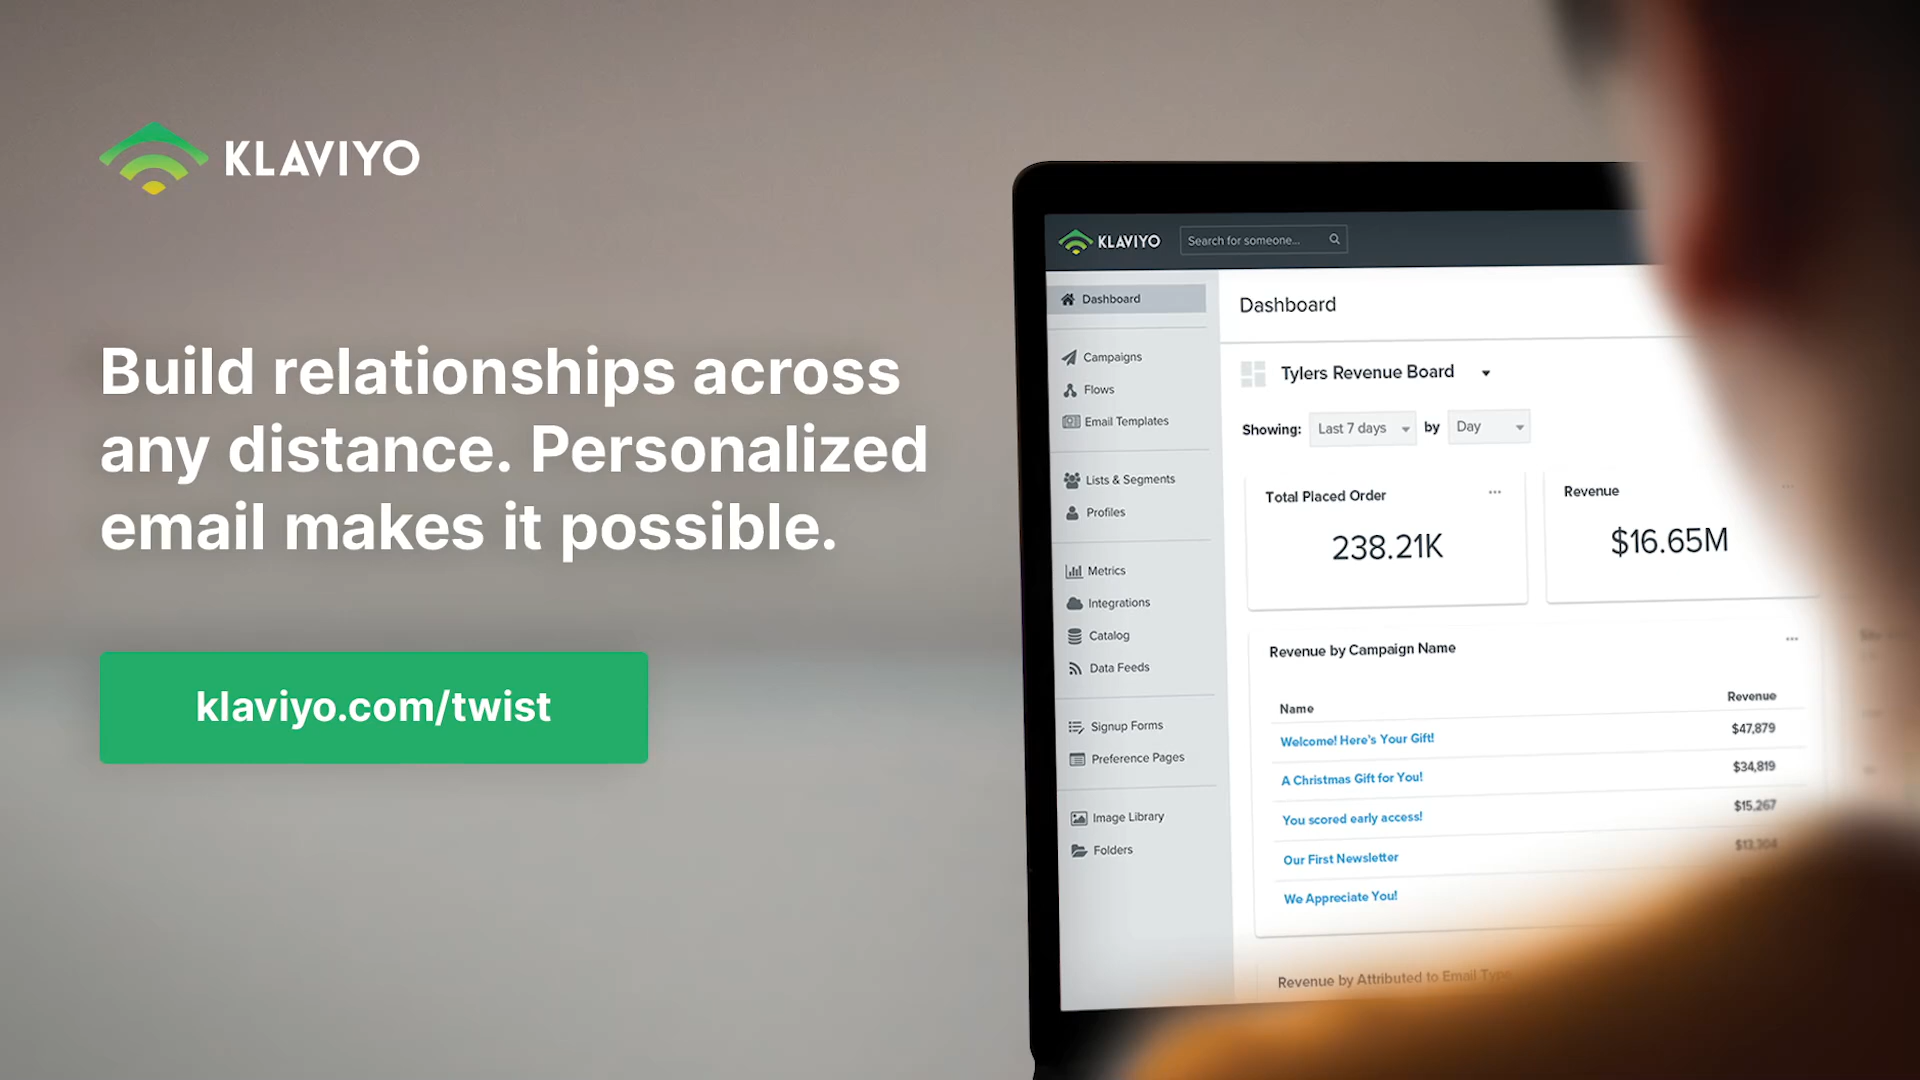 KLAVIYO
Build relationships across
any distance. Personalized
email makes it possible.
klaviyo.com/twist
KLAVIYO
Search for someone...
Dashboard
Campaigns
Flows
Email Templates
Lists & Segments
Profiles
Metrics
Integrations
Catalog
Data Feeds
Signup Forms
Preference Pages
Image Library
Folders
Dashboard
Tylers Revenue Board
Showing: Last 7 days by Day
Total Placed Order
238.21K
Revenue
$16.65M
Revenue by Campaign Name
Name Revenue
Welcome! Here's Your Gift! $47,879
A Christmas Gift for You! $34,819
You scored early access! $15,267
Our First Newsletter $13,304
We Appreciate You!
Revenue by Attributed to Email Type